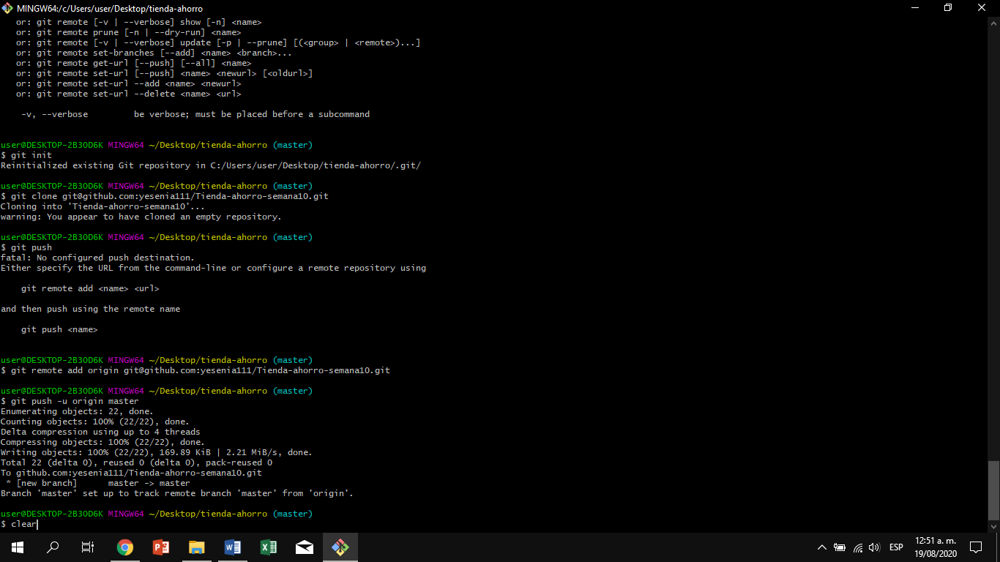 MINGW64:/c/Users/user/Desktop/tienda-ahorro
or: git remote [-v | --verbose] show [-n] <name>
or: git remote prune [-n | --dry-run] <name>
or: git remote [-v | --verbose] update [-p | --prune] [(<group> | <remote>)...]
or: git remote set-branches [--add] <name> <branch>...
or: git remote get-url [--push] [--all] <name>
or: git remote set-url [--push] <name> <newurl> [<oldurl>]
or: git remote set-url --add <name> <newurl>
or: git remote set-url --delete <name> <url>
-v, --verbose         be verbose; must be placed before a subcommand
user@DESKTOP-2B3OD6K MINGW64 ~/Desktop/tienda-ahorro (master)
$ git init
Reinitialized existing Git repository in C:/Users/user/Desktop/tienda-ahorro/.git/
user@DESKTOP-2B3OD6K MINGW64 ~/Desktop/tienda-ahorro (master)
$ git clone git@github.com:yesenia111/Tienda-ahorro-semana10.git
Cloning into 'Tienda-ahorro-semana10'...
warning: You appear to have cloned an empty repository.
user@DESKTOP-2B3OD6K MINGW64 ~/Desktop/tienda-ahorro (master)
$ git push
fatal: No configured push destination.
Either specify the URL from the command-line or configure a remote repository using
git remote add <name> <url>
and then push using the remote name
git push <name>
user@DESKTOP-2B3OD6K MINGW64 ~/Desktop/tienda-ahorro (master)
$ git remote add origin git@github.com:yesenia111/Tienda-ahorro-semana10.git
user@DESKTOP-2B3OD6K MINGW64 ~/Desktop/tienda-ahorro (master)
$ git push -u origin master
Enumerating objects: 22, done.
Counting objects: 100% (22/22), done.
Delta compression using up to 4 threads
Compressing objects: 100% (22/22), done.
Writing objects: 100% (22/22), 169.89 KiB | 2.21 MiB/s, done.
Total 22 (delta 0), reused 0 (delta 0), pack-reused 0
To github.com:yesenia111/Tienda-ahorro-semana10.git
* [new branch]      master -> master
Branch 'master' set up to track remote branch 'master' from 'origin'.
user@DESKTOP-2B3OD6K MINGW64 ~/Desktop/tienda-ahorro (master)
$ clear
ESP
12:51 a. m.
19/08/2020